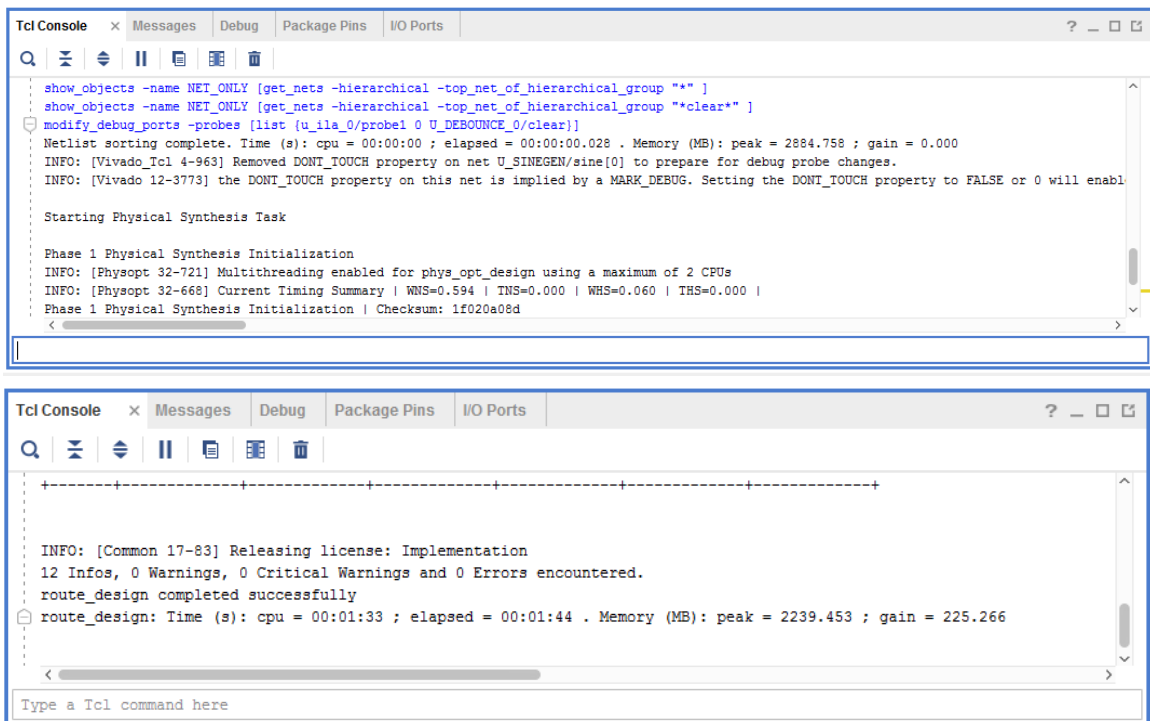 Tcl Console × Messages Debug Package Pins I/O Ports ? _
show_objects -name NET_ONLY [get_nets -hierarchical -top_net_of_hierarchical_group "*" ]
show_objects -name NET_ONLY [get_nets -hierarchical -top_net_of_hierarchical_group "*clear*" ]
modify_debug_ports -probes [list {u_ila_0/probe1 0 U_DEBOUNCE_0/clear}]
Netlist sorting complete. Time (s): cpu = 00:00:00 ; elapsed = 00:00:00.028 . Memory (MB): peak = 2884.758 ; gain = 0.000
INFO: [Vivado_Tcl 4-963] Removed DONT_TOUCH property on net U_SINEGEN/sine[0] to prepare for debug probe changes.
INFO: [Vivado 12-3773] the DONT_TOUCH property on this net is implied by a MARK_DEBUG. Setting the DONT_TOUCH property to FALSE or 0 will enabl
Starting Physical Synthesis Task
Phase 1 Physical Synthesis Initialization
INFO: [Physopt 32-721] Multithreading enabled for phys_opt_design using a maximum of 2 CPUs
INFO: [Physopt 32-668] Current Timing Summary | WNS=0.594 | TNS=0.000 | WHS=0.060 | THS=0.000 |
Phase 1 Physical Synthesis Initialization | Checksum: 1f020a08d
Tcl Console × Messages Debug Package Pins I/O Ports ? _
+-------+-------------+-------------+-------------+-------------+-------------+-------------+
INFO: [Common 17-83] Releasing license: Implementation
12 Infos, 0 Warnings, 0 Critical Warnings and 0 Errors encountered.
route_design completed successfully
route_design: Time (s): cpu = 00:01:33 ; elapsed = 00:01:44 . Memory (MB): peak = 2239.453 ; gain = 225.266
Type a Tcl command here